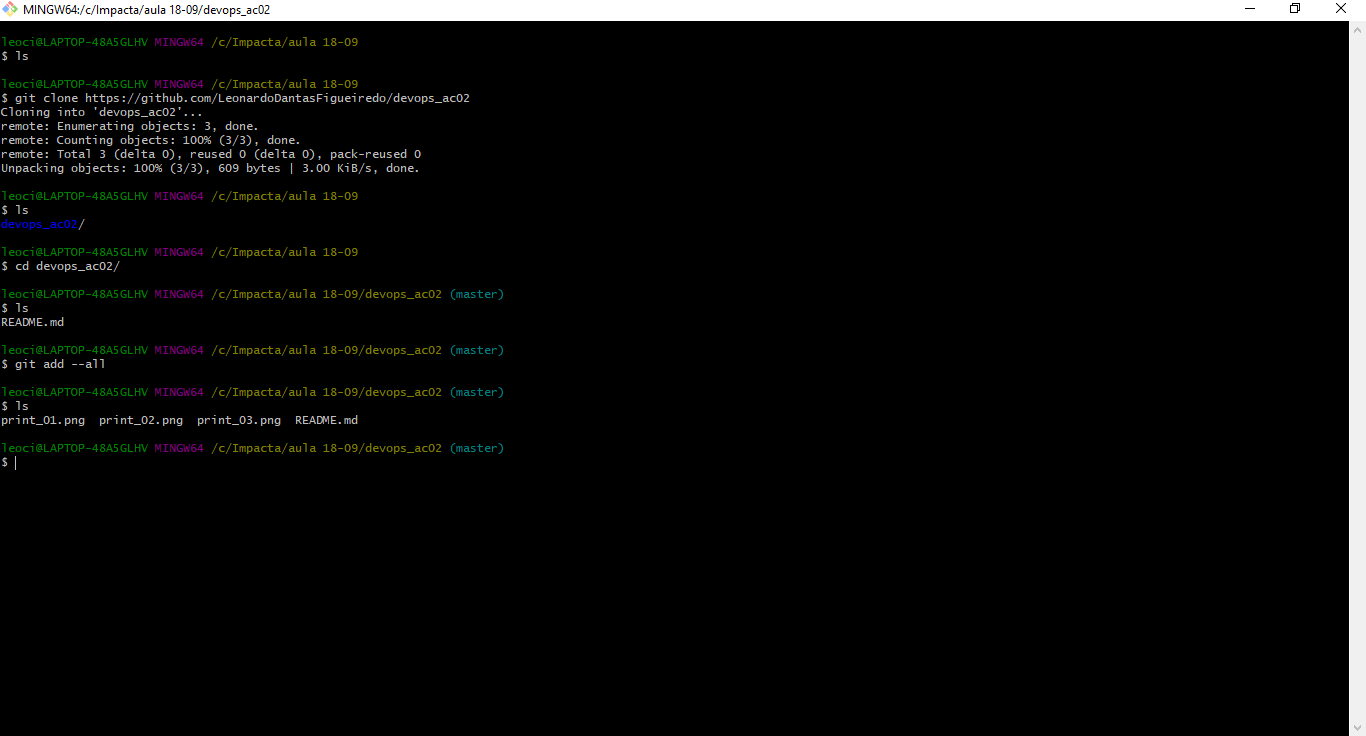 MINGW64:/c/Impacta/aula 18-09/devops_ac02
leoci@LAPTOP-48A5GLHV MINGW64 /c/Impacta/aula 18-09
$ ls
leoci@LAPTOP-48A5GLHV MINGW64 /c/Impacta/aula 18-09
$ git clone https://github.com/LeonardoDantasFigueiredo/devops_ac02
Cloning into 'devops_ac02'...
remote: Enumerating objects: 3, done.
remote: Counting objects: 100% (3/3), done.
remote: Total 3 (delta 0), reused 0 (delta 0), pack-reused 0
Unpacking objects: 100% (3/3), 609 bytes | 3.00 KiB/s, done.
leoci@LAPTOP-48A5GLHV MINGW64 /c/Impacta/aula 18-09
$ ls
devops_ac02/
leoci@LAPTOP-48A5GLHV MINGW64 /c/Impacta/aula 18-09
$ cd devops_ac02/
leoci@LAPTOP-48A5GLHV MINGW64 /c/Impacta/aula 18-09/devops_ac02 (master)
$ ls
README.md
leoci@LAPTOP-48A5GLHV MINGW64 /c/Impacta/aula 18-09/devops_ac02 (master)
$ git add --all
leoci@LAPTOP-48A5GLHV MINGW64 /c/Impacta/aula 18-09/devops_ac02 (master)
$ ls
print_01.png  print_02.png  print_03.png  README.md
leoci@LAPTOP-48A5GLHV MINGW64 /c/Impacta/aula 18-09/devops_ac02 (master)
$